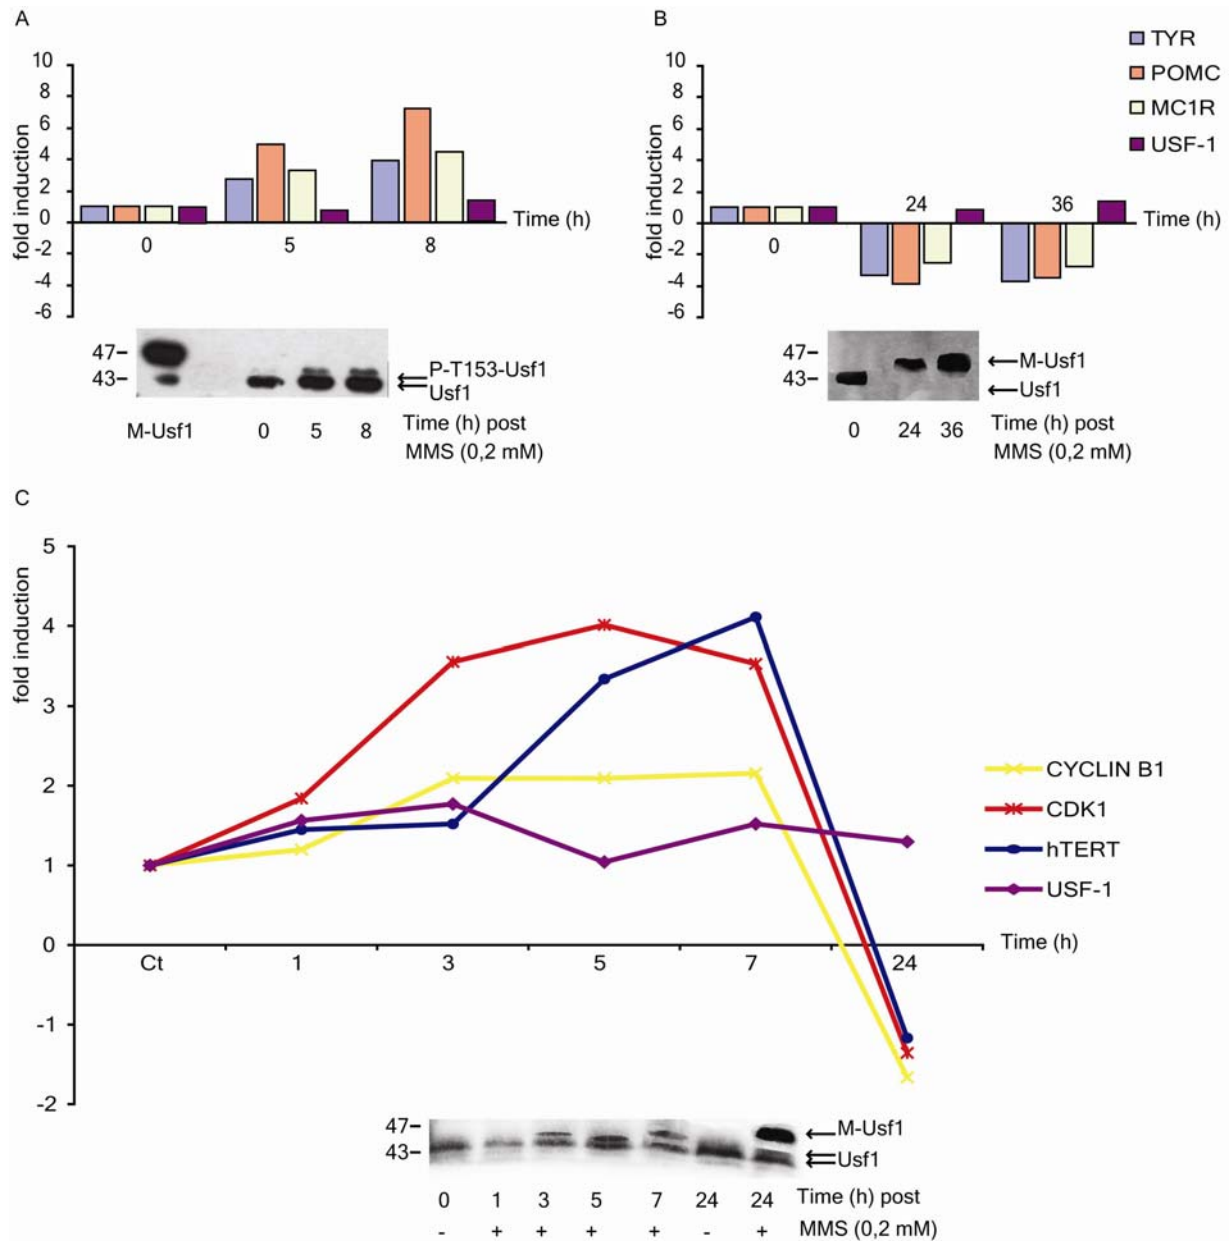 A
fold induction
10
8
6
4
2
0
-2
-4
-6
0
5
8
Time (h)
47
43
P-T153-Usf1
Usf1
M-Usf1
0
5
8
Time (h) post
MMS (0,2 mM)
B
TYR
POMC
MC1R
USF-1
fold induction
10
8
6
4
2
0
-2
-4
-6
0
24
36
Time (h)
47
43
M-Usf1
Usf1
0
24
36
Time (h) post
MMS (0,2 mM)
C
fold induction
5
4
3
2
1
0
-1
-2
Ct
1
3
5
7
24
Time (h)
CYCLIN B1
CDK1
hTERT
USF-1
47
43
M-Usf1
Usf1
0 1 3 5 7 24 24 Time (h) post
- + + + + - + MMS (0,2 mM)